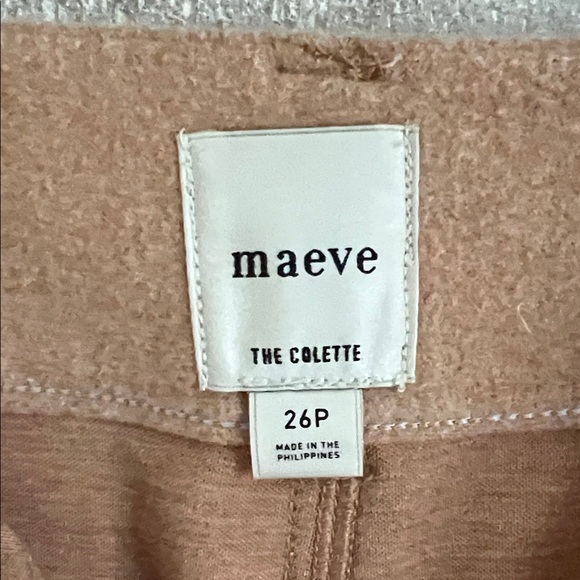 maeve
THE COLETTE
26P
MADE IN THE
PHILIPPINES